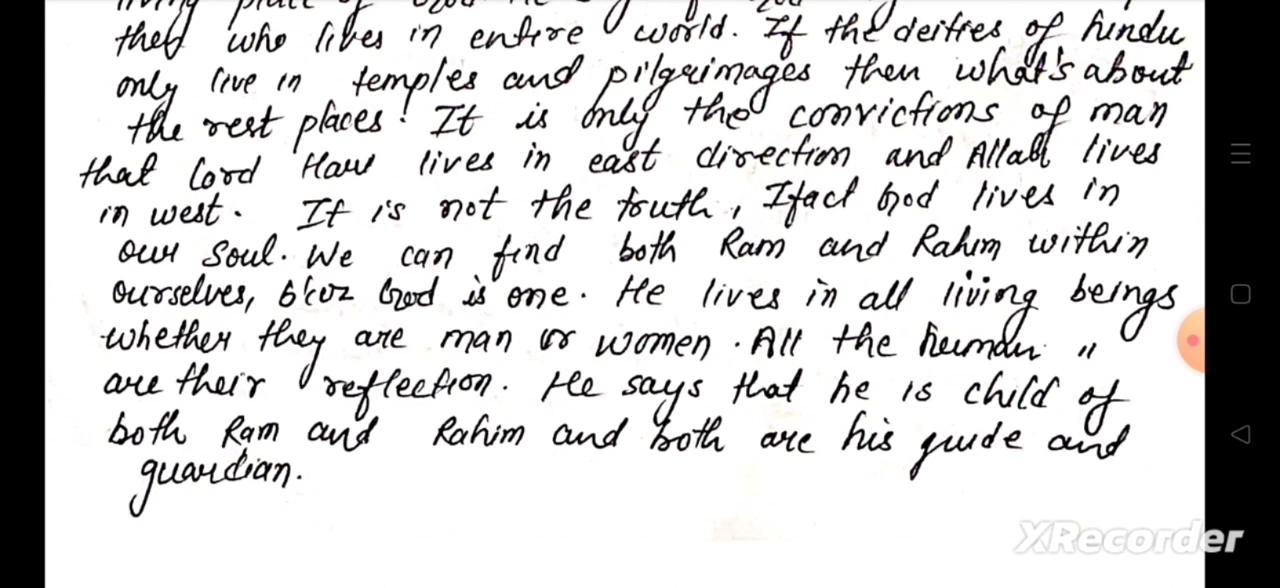 living place of God
they who lives in entire world. If the deities of hindu
only live in temples and pilgrimages then what's about
the rest places! It is only the convictions of man
that Lord Hari lives in east direction and Allah lives
in west. It is not the truth, Ifact God lives in
our soul. We can find both Ram and Rahim within
ourselves, b'coz God is one. He lives in all living beings
whether they are man or women. All the human "
are their reflection. He says that he is child of
both Ram and Rahim and both are his guide and
guardian.
XRecorder